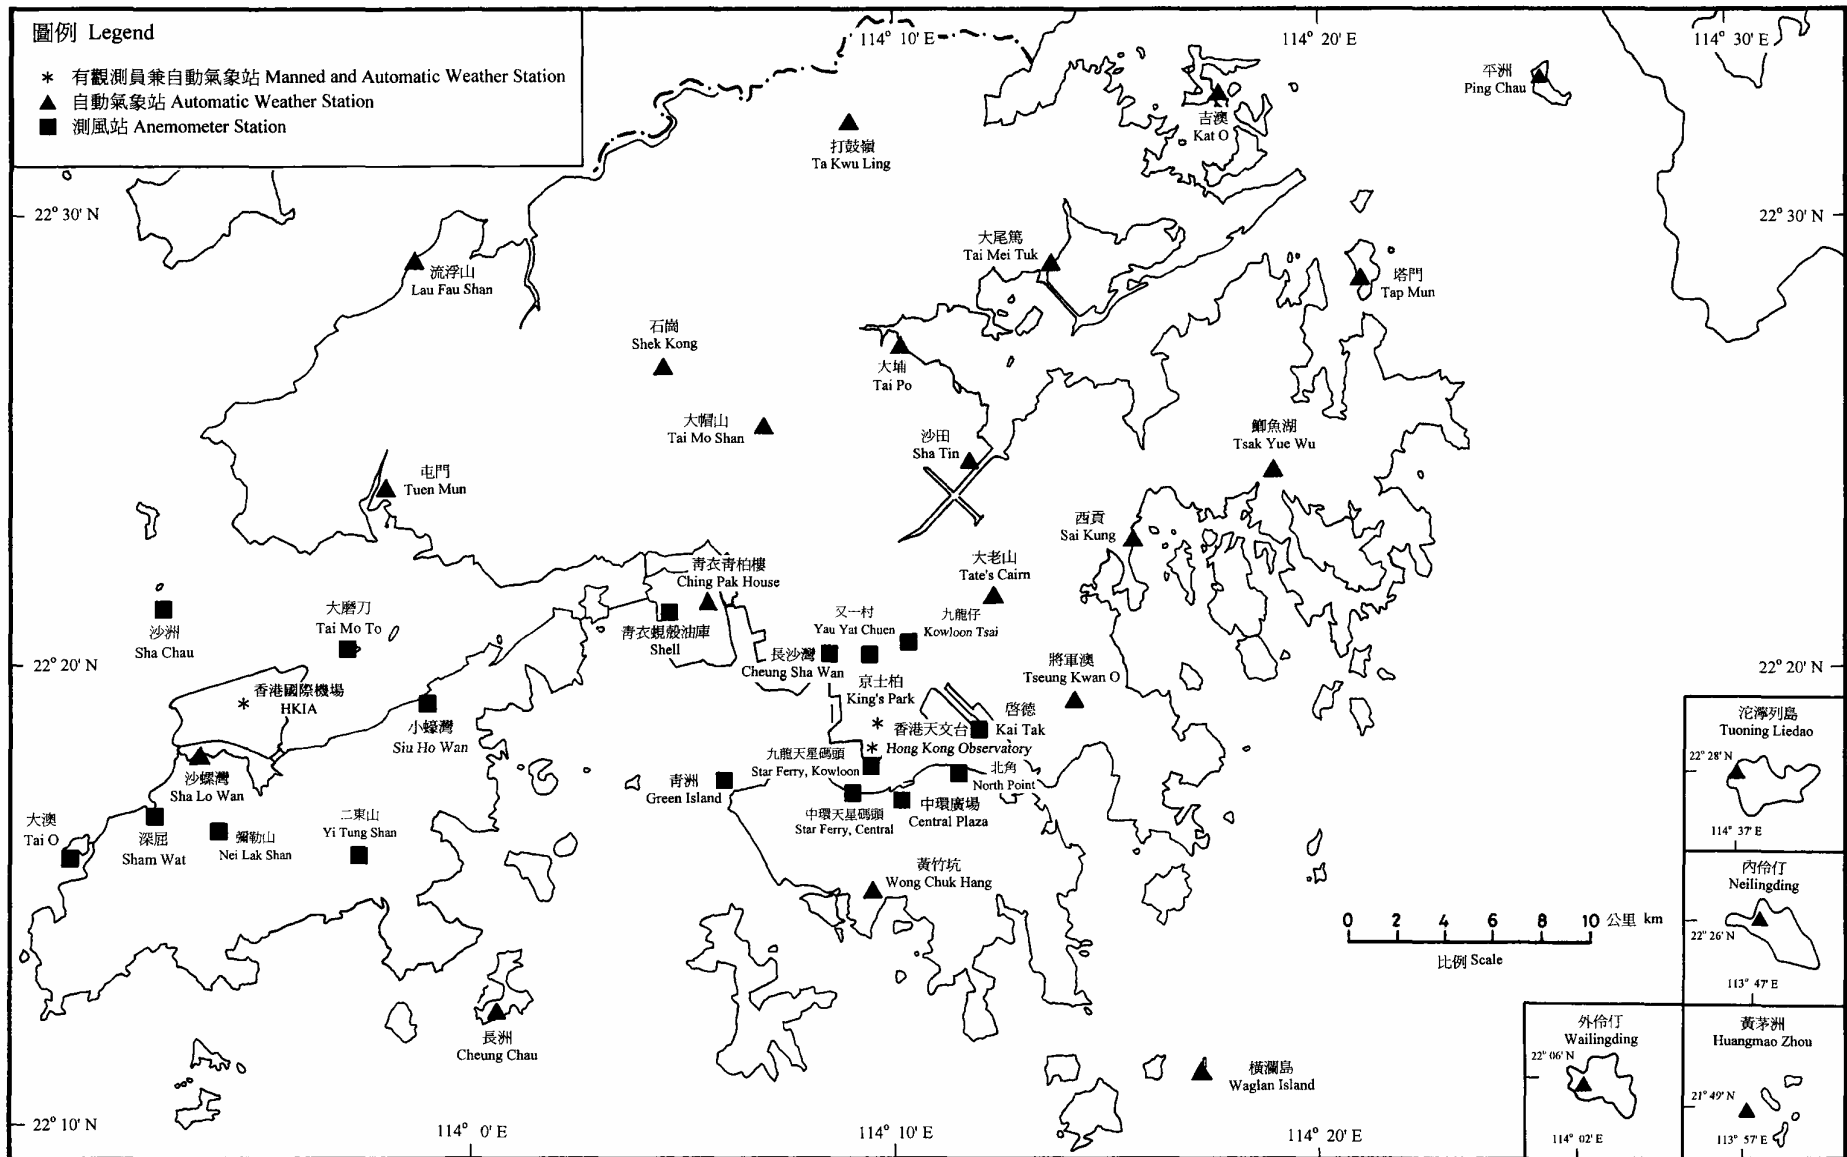 圖例 Legend
* 有觀測員兼自動氣象站 Manned and Automatic Weather Station
▲ 自動氣象站 Automatic Weather Station
■ 測風站 Anemometer Station
114° 10' E
114° 20' E
114° 30' E
平洲
Ping Chau
吉澳
Kat O
打鼓嶺
Ta Kwu Ling
22° 30' N
22° 30' N
大尾篤
Tai Mei Tuk
流浮山
Lau Fau Shan
塔門
Tap Mun
石崗
Shek Kong
大埔
Tai Po
大帽山
Tai Mo Shan
沙田
Sha Tin
鯽魚湖
Tsak Yue Wu
屯門
Tuen Mun
西貢
Sai Kung
青衣青柏樓
Ching Pak House
大老山
Tate's Cairn
沙洲
Sha Chau
大磨刀
Tai Mo To
青衣蜆殼油庫
Shell
又一村
Yau Yat Chuen
九龍仔
Kowloon Tsai
長沙灣
Cheung Sha Wan
將軍澳
Tseung Kwan O
22° 20' N
22° 20' N
京士柏
King's Park
香港國際機場
HKIA
小蠔灣
Siu Ho Wan
香港天文台
Hong Kong Observatory
啓德
Kai Tak
沱濘列島
Tuoning Liedao
22° 28' N
114° 37' E
九龍天星碼頭
Star Ferry, Kowloon
北角
North Point
沙螺灣
Sha Lo Wan
青洲
Green Island
中環天星碼頭
Star Ferry, Central
中環廣場
Central Plaza
大澳
Tai O
深屈
Sham Wat
彌勒山
Nei Lak Shan
二東山
Yi Tung Shan
黃竹坑
Wong Chuk Hang
內伶仃
Neilingding
22° 26' N
113° 47' E
0 2 4 6 8 10 公里 km
比例 Scale
長洲
Cheung Chau
橫瀾島
Waglan Island
外伶仃
Wailingding
22° 06' N
114° 02' E
黃茅洲
Huangmao Zhou
21° 49' N
113° 57' E
22° 10' N
114° 0' E
114° 10' E
114° 20' E